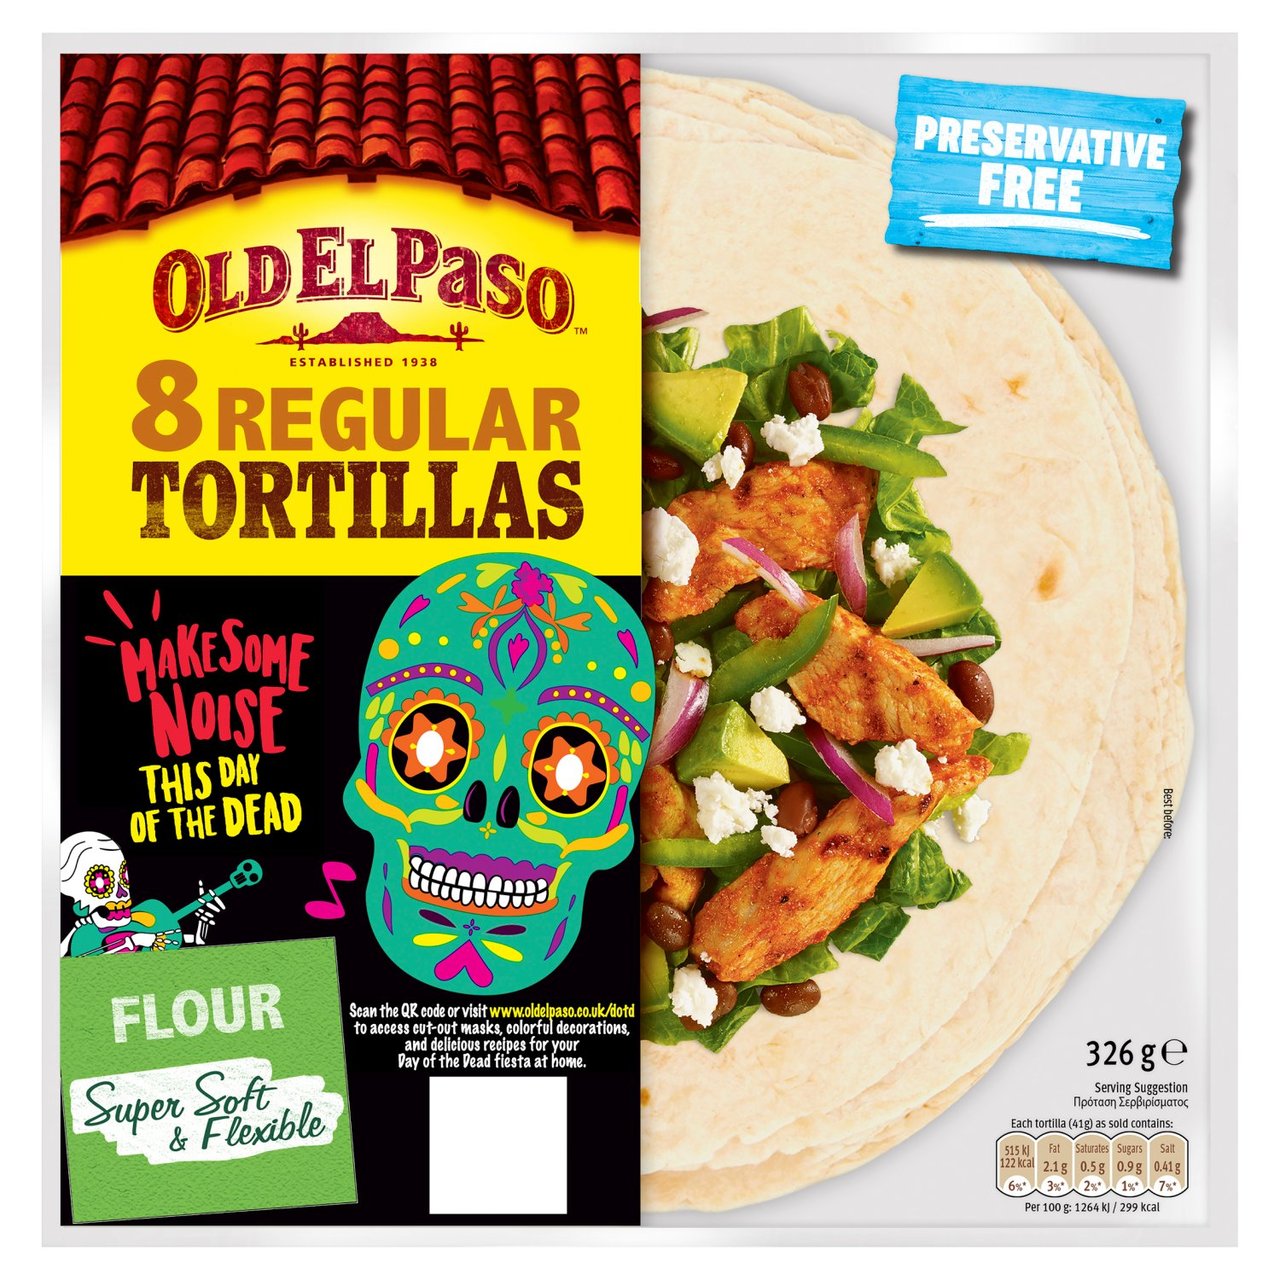 OLD EL PASO™
ESTABLISHED 1938
8 REGULAR
TORTILLAS
PRESERVATIVE
FREE
MAKE SOME
NOISE
THIS DAY
OF THE DEAD
FLOUR
Super Soft
& Flexible
Scan the QR code or visit www.oldelpaso.co.uk/dotd
to access cut-out masks, colorful decorations,
and delicious recipes for your
Day of the Dead fiesta at home.
Best before:
326 g ℮
Serving Suggestion
Πρόταση Σερβιρίσματος
Each tortilla (41g) as sold contains:
515 kJ Fat Saturates Sugars Salt
122 kcal 2.1 g 0.5 g 0.9 g 0.41 g
6%* 3%* 2%* 1%* 7%*
Per 100 g: 1264 kJ / 299 kcal